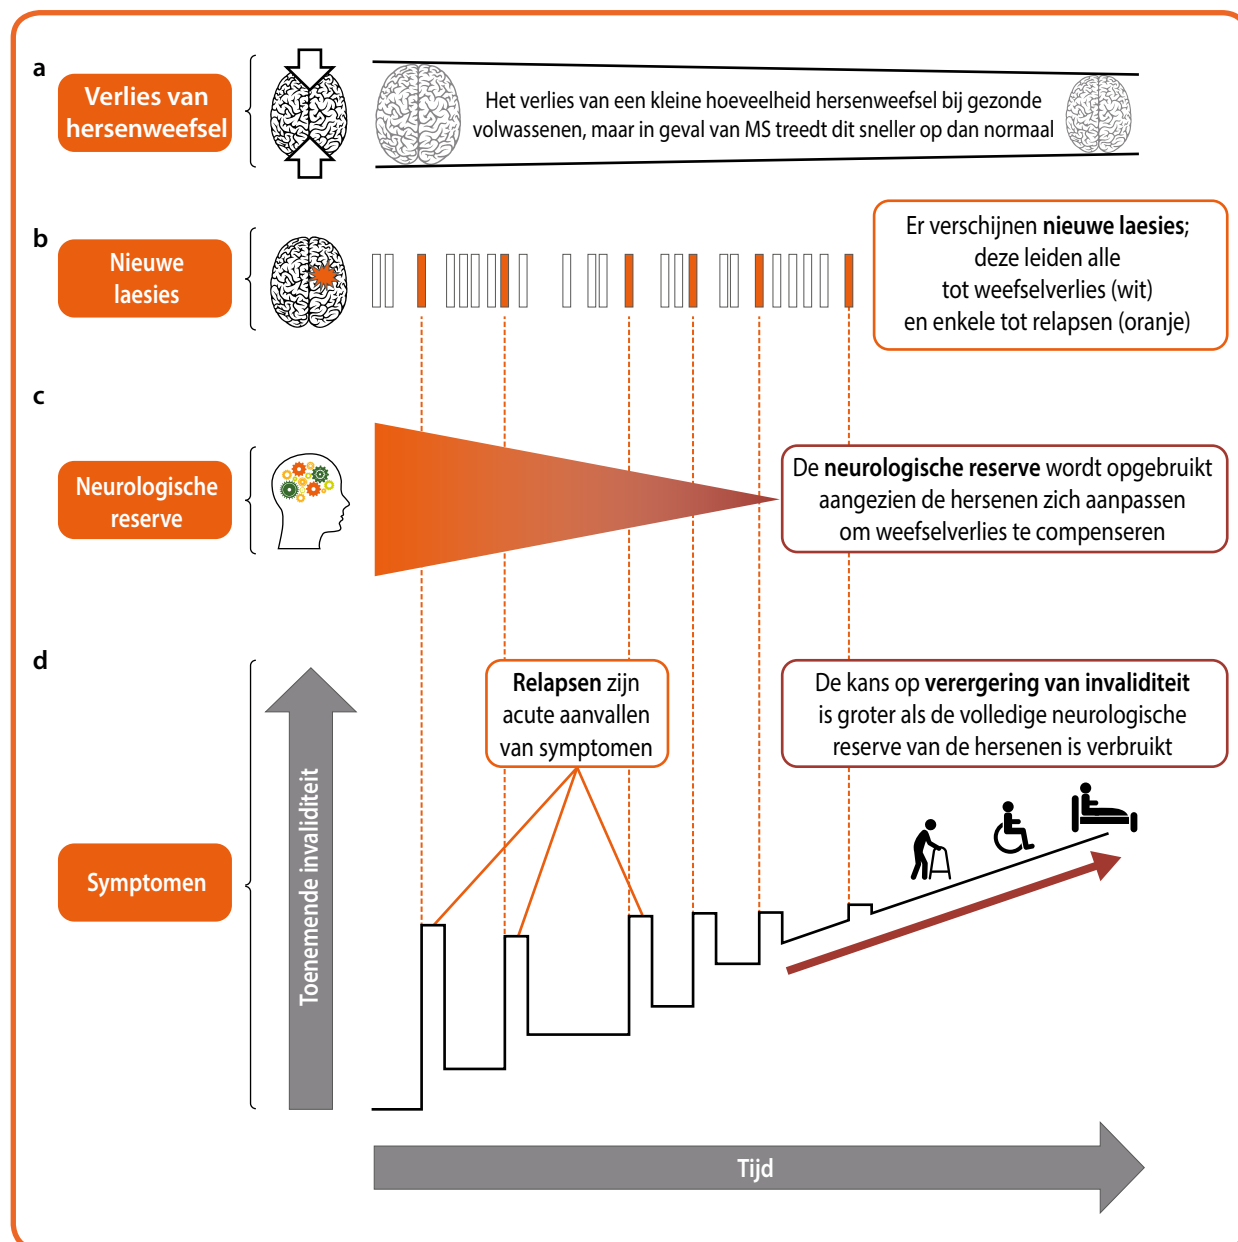 a
Verlies van
hersenweefsel
Het verlies van een kleine hoeveelheid hersenweefsel bij gezonde
volwassenen, maar in geval van MS treedt dit sneller op dan normaal
b
Nieuwe
laesies
Er verschijnen nieuwe laesies;
deze leiden alle
tot weefselverlies (wit)
en enkele tot relapsen (oranje)
c
Neurologische
reserve
De neurologische reserve wordt opgebruikt
aangezien de hersenen zich aanpassen
om weefselverlies te compenseren
d
Symptomen
Toenemende invaliditeit
Relapsen zijn
acute aanvallen
van symptomen
De kans op verergering van invaliditeit
is groter als de volledige neurologische
reserve van de hersenen is verbruikt
Tijd